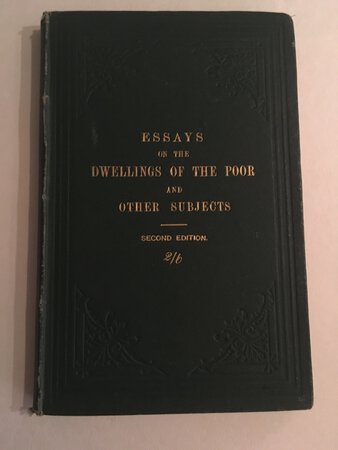 ESSAYS
ON THE
DWELLINGS OF THE POOR
AND
OTHER SUBJECTS
SECOND EDITION.
2/6